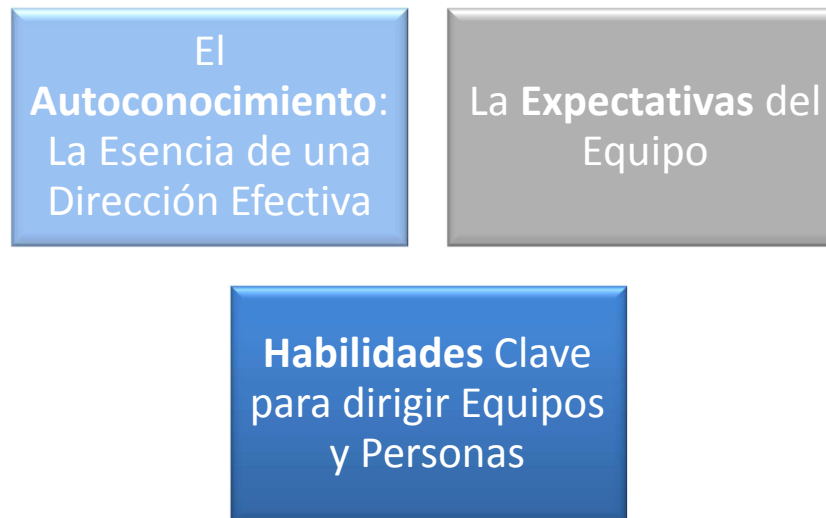 El
Autoconocimiento:
La Esencia de una
Dirección Efectiva
La Expectativas del
Equipo
Habilidades Clave
para dirigir Equipos
y Personas